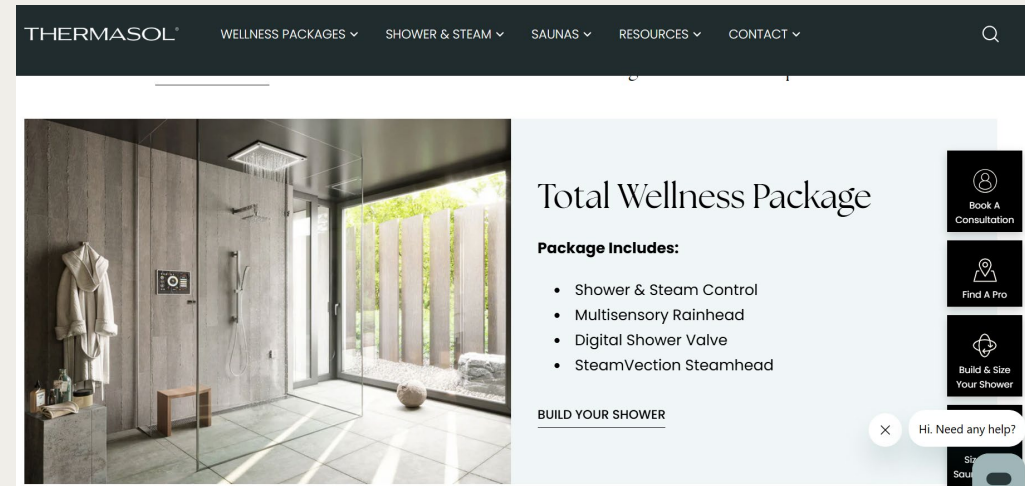 THERMASOL®
WELLNESS PACKAGES
SHOWER & STEAM
SAUNAS
RESOURCES
CONTACT
Total Wellness Package
Package Includes:
• Shower & Steam Control
• Multisensory Rainhead
• Digital Shower Valve
• SteamVection Steamhead
BUILD YOUR SHOWER
Book A
Consultation
Find A Pro
Build & Size
Your Shower
Hi. Need any help?